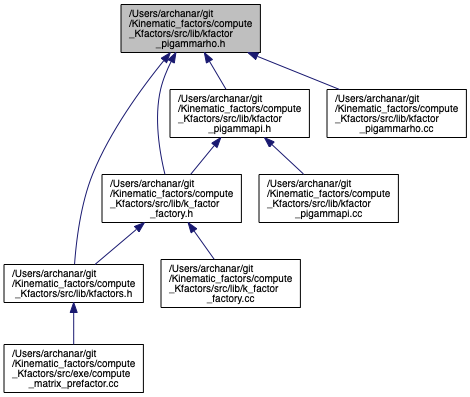 /Users/archanar/git
/Kinematic_factors/compute
_Kfactors/src/lib/kfactor
_pigammarho.h
/Users/archanar/git
/Kinematic_factors/compute
_Kfactors/src/lib/kfactor
_pigammapi.h
/Users/archanar/git
/Kinematic_factors/compute
_Kfactors/src/lib/kfactor
_pigammarho.cc
/Users/archanar/git
/Kinematic_factors/compute
_Kfactors/src/lib/k_factor
_factory.h
/Users/archanar/git
/Kinematic_factors/compute
_Kfactors/src/lib/kfactor
_pigammapi.cc
/Users/archanar/git
/Kinematic_factors/compute
_Kfactors/src/lib/kfactors.h
/Users/archanar/git
/Kinematic_factors/compute
_Kfactors/src/lib/k_factor
_factory.cc
/Users/archanar/git
/Kinematic_factors/compute
_Kfactors/src/exe/compute
_matrix_prefactor.cc